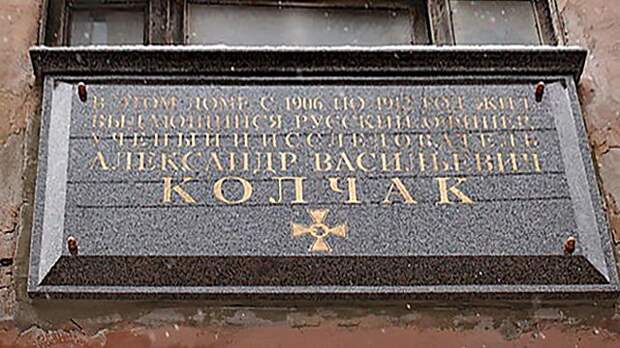 В ЭТОМ ДОМЕ С 1906 ПО 1912 ГОД ЖИЛ
ВЫДАЮЩИЙСЯ РУССКИЙ ОФИЦЕР,
УЧЕНЫЙ И ИССЛЕДОВАТЕЛЬ
АЛЕКСАНДР ВАСИЛЬЕВИЧ
КОЛЧАК